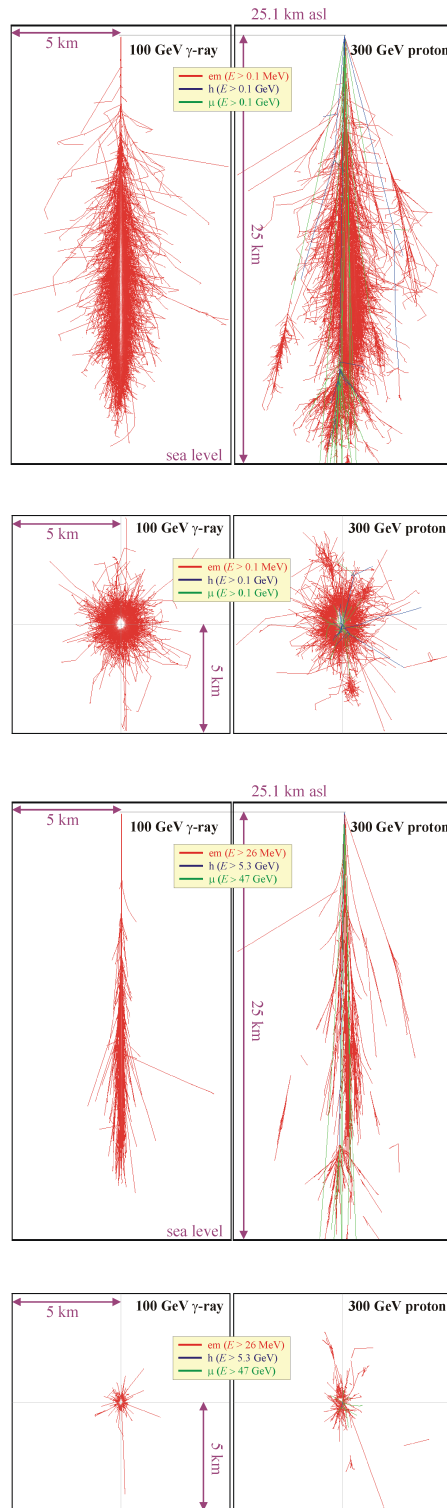 25.1 km asl
5 km
100 GeV γ-ray
300 GeV proton
em (E > 0.1 MeV)
h (E > 0.1 GeV)
μ (E > 0.1 GeV)
25 km
sea level
100 GeV γ-ray
300 GeV proton
5 km
em (E > 0.1 MeV)
h (E > 0.1 GeV)
μ (E > 0.1 GeV)
5 km
25.1 km asl
5 km
100 GeV γ-ray
300 GeV proton
em (E > 26 MeV)
h (E > 5.3 GeV)
μ (E > 47 GeV)
25 km
sea level
100 GeV γ-ray
300 GeV proton
5 km
em (E > 26 MeV)
h (E > 5.3 GeV)
μ (E > 47 GeV)
5 km